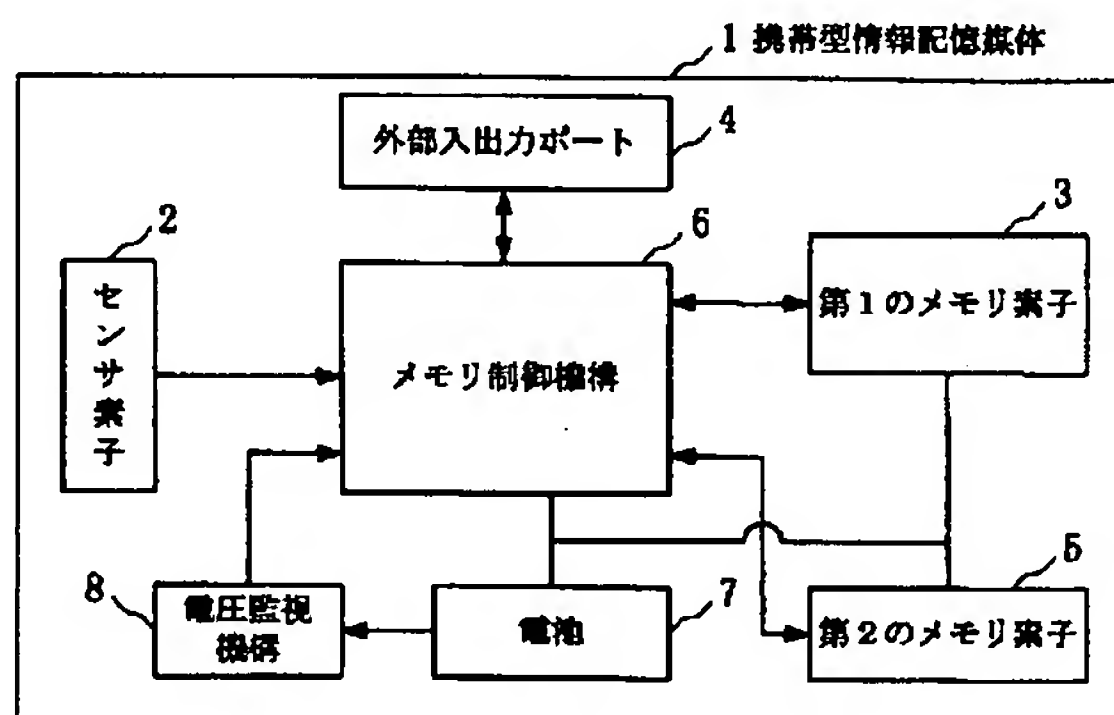 1 携帯型情報記憶媒体
外部入出力ポート
4
2
6
3
センサ素子
メモリ制御機構
第1のメモリ素子
8
電圧監視
機構
電池
7
5
第2のメモリ素子